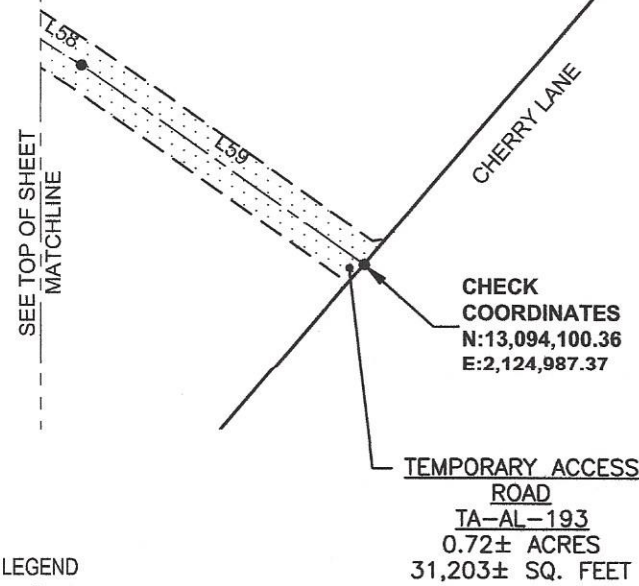 L58
L59
CHERRY LANE
SEE TOP OF SHEET
MATCHLINE
CHECK
COORDINATES
N:13,094,100.36
E:2,124,987.37
TEMPORARY ACCESS
ROAD
TA-AL-193
0.72± ACRES
31,203± SQ. FEET
LEGEND